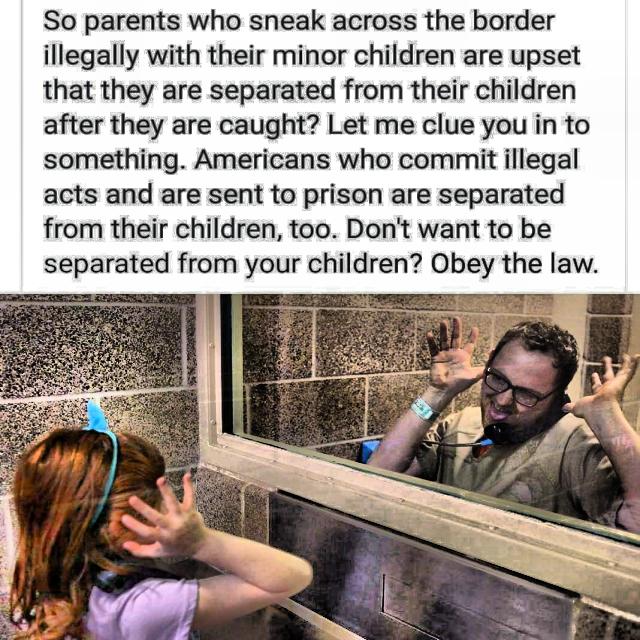 So parents who sneak across the border
illegally with their minor children are upset
that they are separated from their children
after they are caught? Let me clue you in to
something. Americans who commit illegal
acts and are sent to prison are separated
from their children, too. Don't want to be
separated from your children? Obey the law.